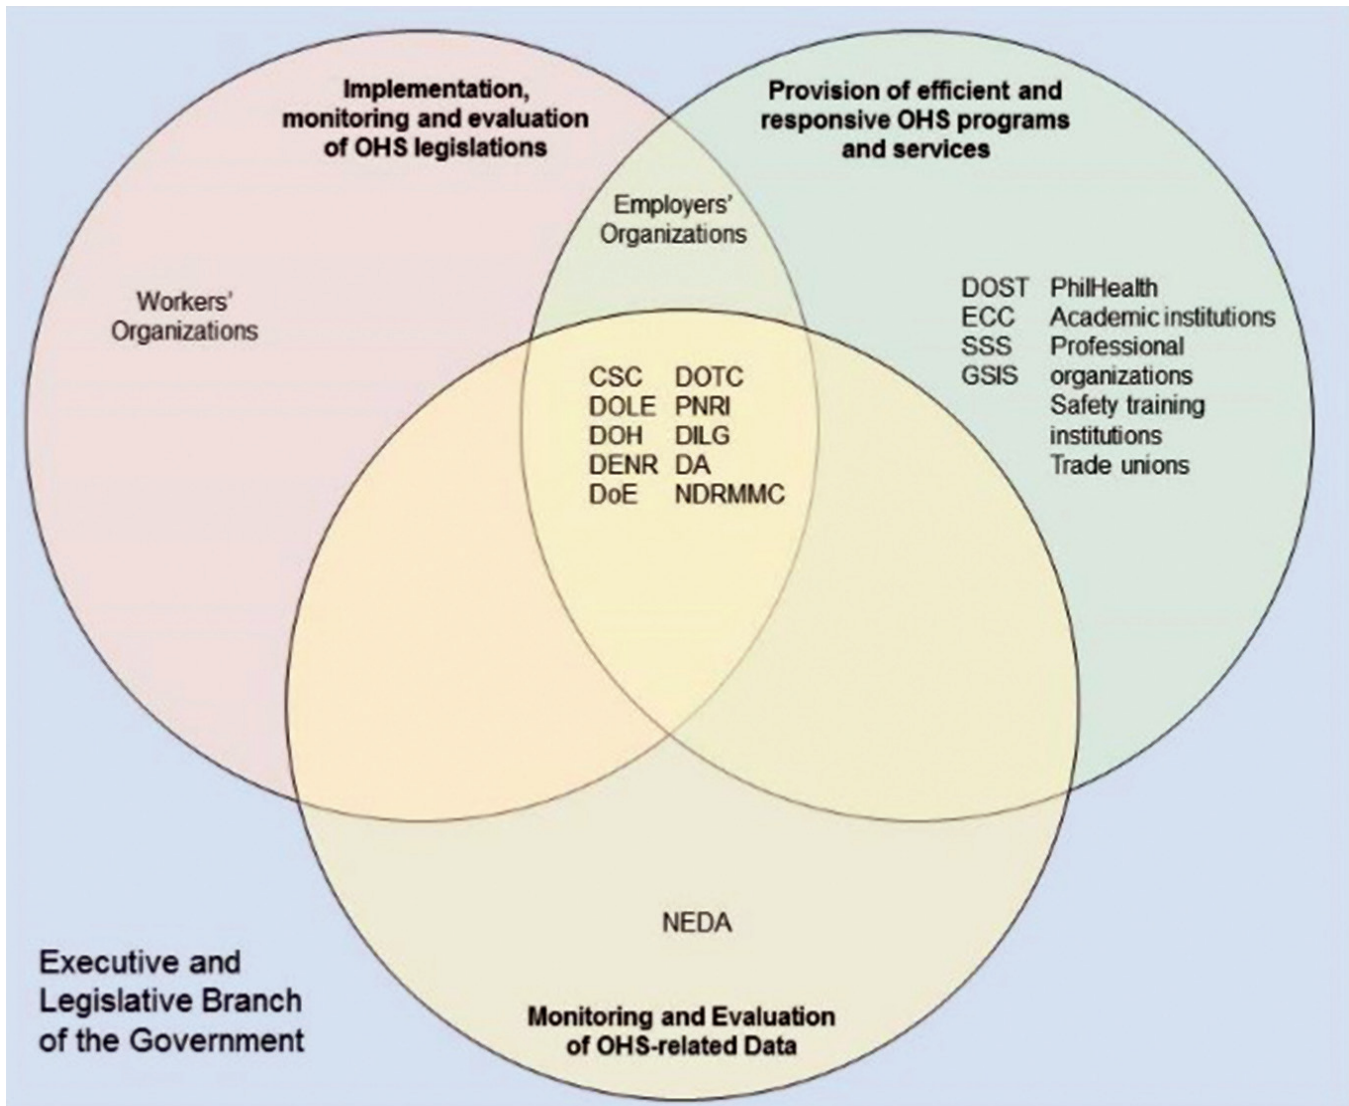 Implementation,
monitoring and evaluation
of OHS legislations
Provision of efficient and
responsive OHS programs
and services
Employers'
Organizations
Workers'
Organizations
DOST PhilHealth
ECC Academic institutions
SSS Professional
GSIS organizations
Safety training
institutions
Trade unions
CSC DOTC
DOLE PNRI
DOH DILG
DENR DA
DoE NDRMMC
NEDA
Executive and
Legislative Branch
of the Government
Monitoring and Evaluation
of OHS-related Data